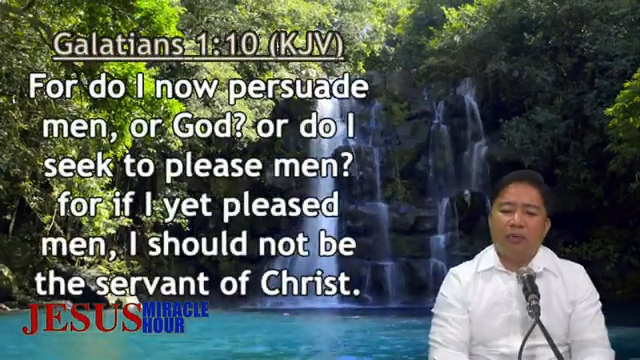 Galatians 1:10 (KJV)
For do I now persuade
men, or God? or do I
seek to please men?
for if I yet pleased
men, I should not be
the servant of Christ.
JESUS MIRACLE
HOUR